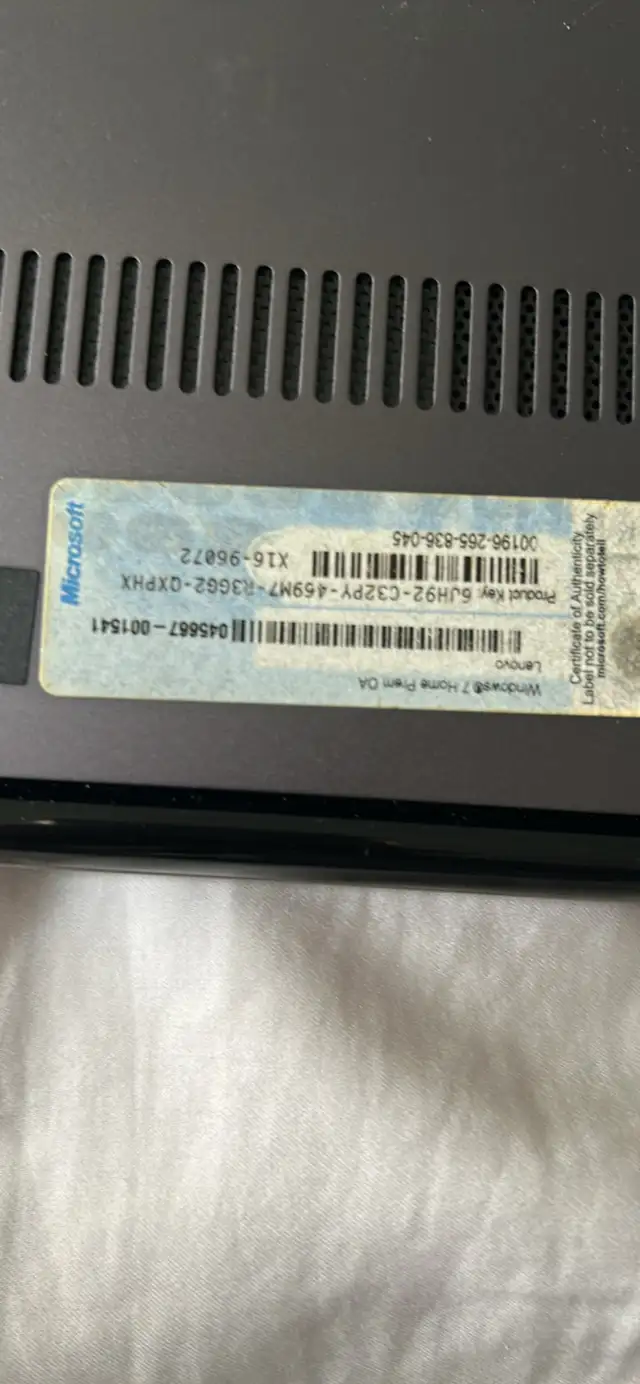 Windows® 7 Home Prem OA
Lenovo
045667-001541
Product Key: 6JH92-C32PY-469M7-R3GG2-QXPHX
X16-96072
00196-265-836-045
Microsoft
Certificate of Authenticity
Label not to be sold separately
microsoft.com/howtotell